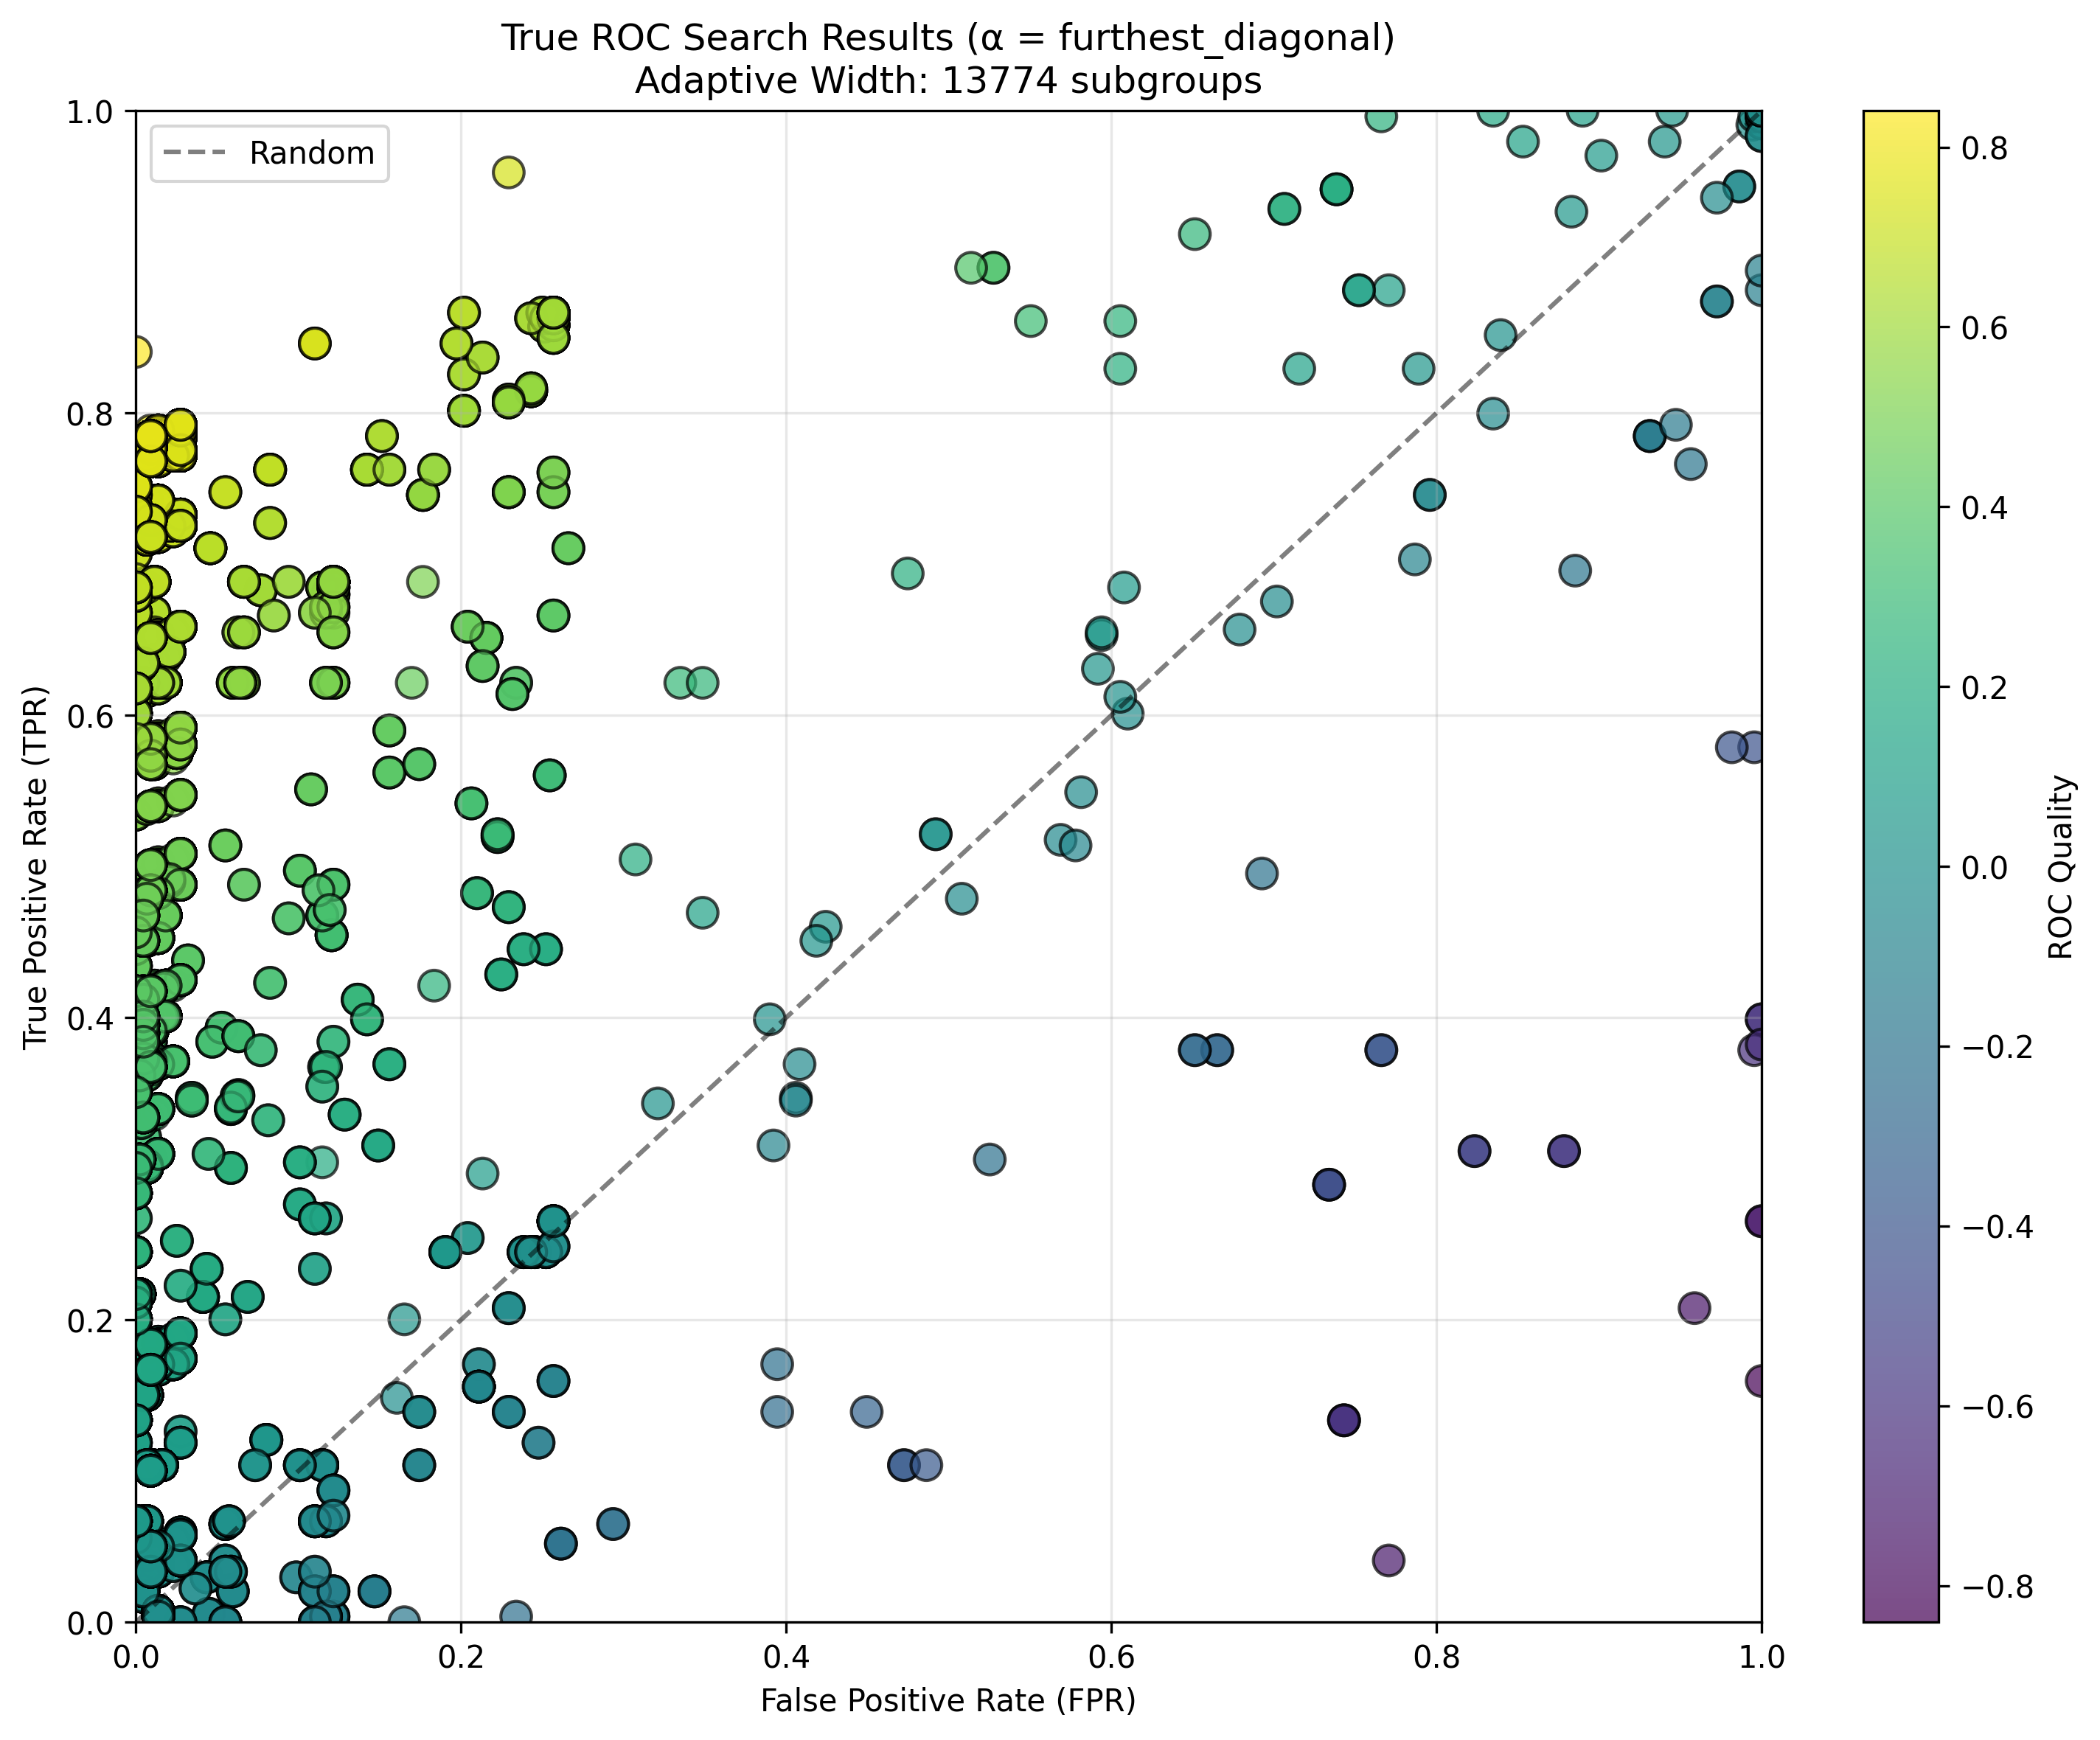 True ROC Search Results (α = furthest_diagonal)
Adaptive Width: 13774 subgroups
Random
1.0
0.8
0.6
0.4
0.2
0.0
True Positive Rate (TPR)
0.0 0.2 0.4 0.6 0.8 1.0
False Positive Rate (FPR)
0.8
0.6
0.4
0.2
0.0
−0.2
−0.4
−0.6
−0.8
ROC Quality